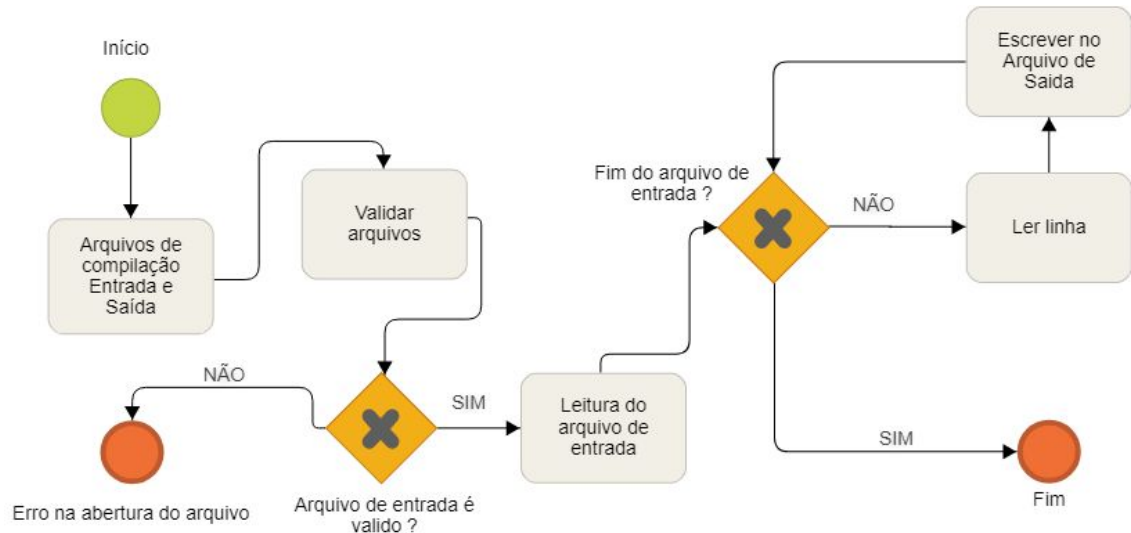 Início
Arquivos de
compilação
Entrada e
Saída
Validar
arquivos
NÃO
Erro na abertura do arquivo
Arquivo de entrada é
valido ?
SIM
Leitura do
arquivo de
entrada
Fim do arquivo de
entrada ?
NÃO
Ler linha
Escrever no
Arquivo de
Saida
SIM
Fim